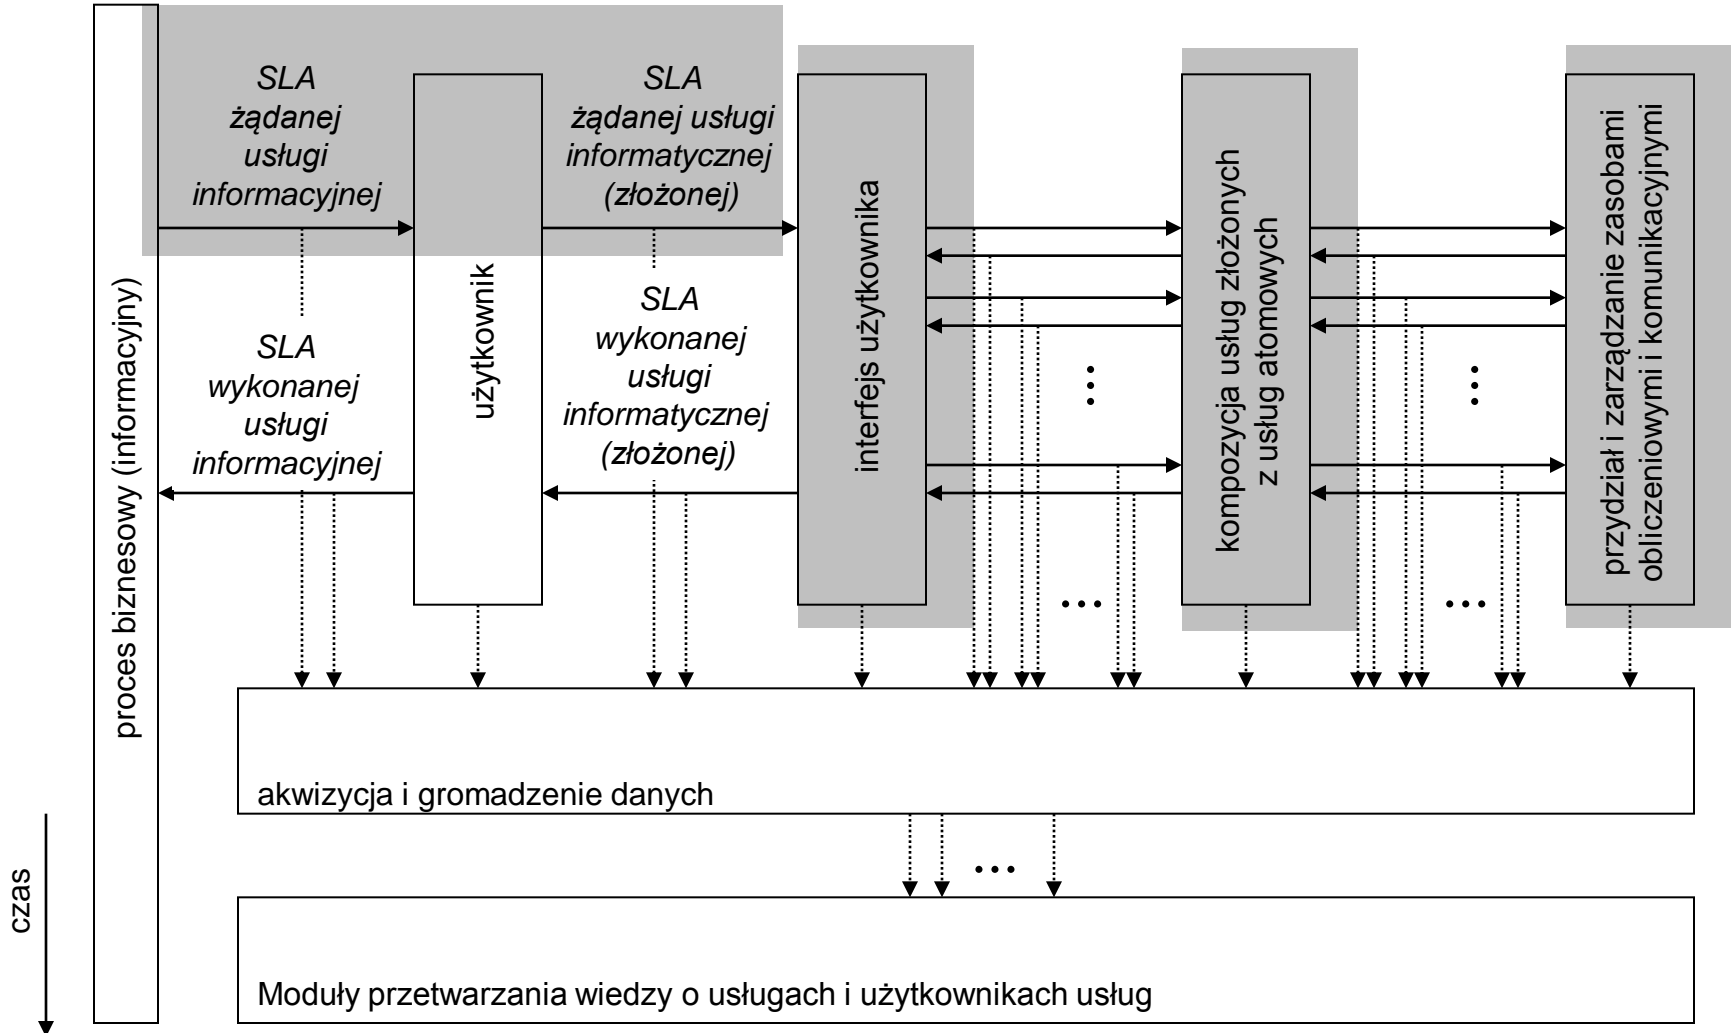 proces biznesowy (informacyjny)
SLA
żądanej
usługi
informacyjnej
SLA
wykonanej
usługi
informacyjnej
użytkownik
SLA
żądanej usługi
informatycznej
(złożonej)
SLA
wykonanej
usługi
informatycznej
(złożonej)
interfejs użytkownika
kompozycja usług złożonych
z usług atomowych
przydział i zarządzanie zasobami
obliczeniowymi i komunikacyjnymi
akwizycja i gromadzenie danych
czas
Moduły przetwarzania wiedzy o usługach i użytkownikach usług